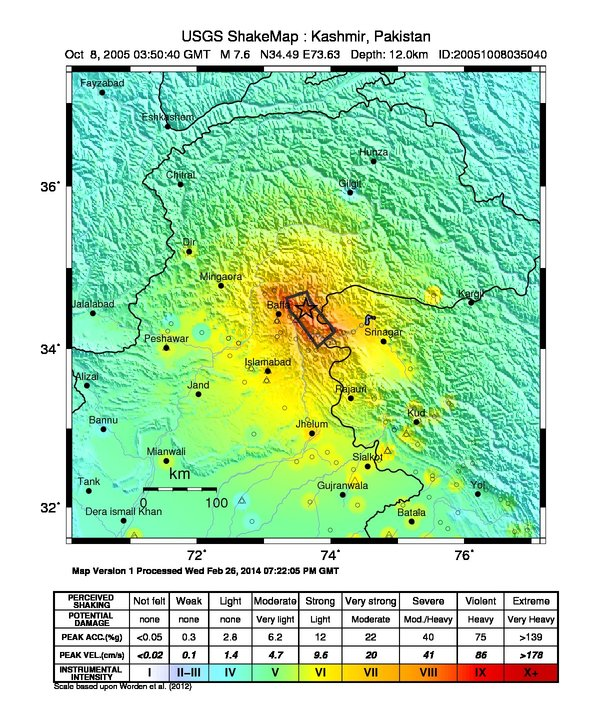 USGS ShakeMap : Kashmir, Pakistan
Oct 8, 2005 03:50:40 GMT M 7.6 N34.49 E73.63 Depth: 12.0km ID:20051008035040
Fayzabad
Eshkashem
Hunza
Chitral
36˚
Gilgit
Dir
Mingaora
Kargil
Jalalabad
Baffa
Srinagar
Peshawar
34˚
Islamabad
Alizai
Jand
Rajauri
Kud
Bannu
Jhelum
Mianwali
Sialkot
km
Tank
Gujranwala
Yol
0 100
32˚
Dera ismail Khan
Batala
72˚ 74˚ 76˚
Map Version 1 Processed Wed Feb 26, 2014 07:22:05 PM GMT
PERCEIVED SHAKING Not felt Weak Light Moderate Strong Very strong Severe Violent Extreme
POTENTIAL DAMAGE none none none Very light Light Moderate Mod./Heavy Heavy Very Heavy
PEAK ACC.(%g) <0.05 0.3 2.8 6.2 12 22 40 75 >139
PEAK VEL.(cm/s) <0.02 0.1 1.4 4.7 9.6 20 41 86 >178
INSTRUMENTAL INTENSITY I II–III IV V VI VII VIII IX X+
Scale based upon Worden et al. (2012)